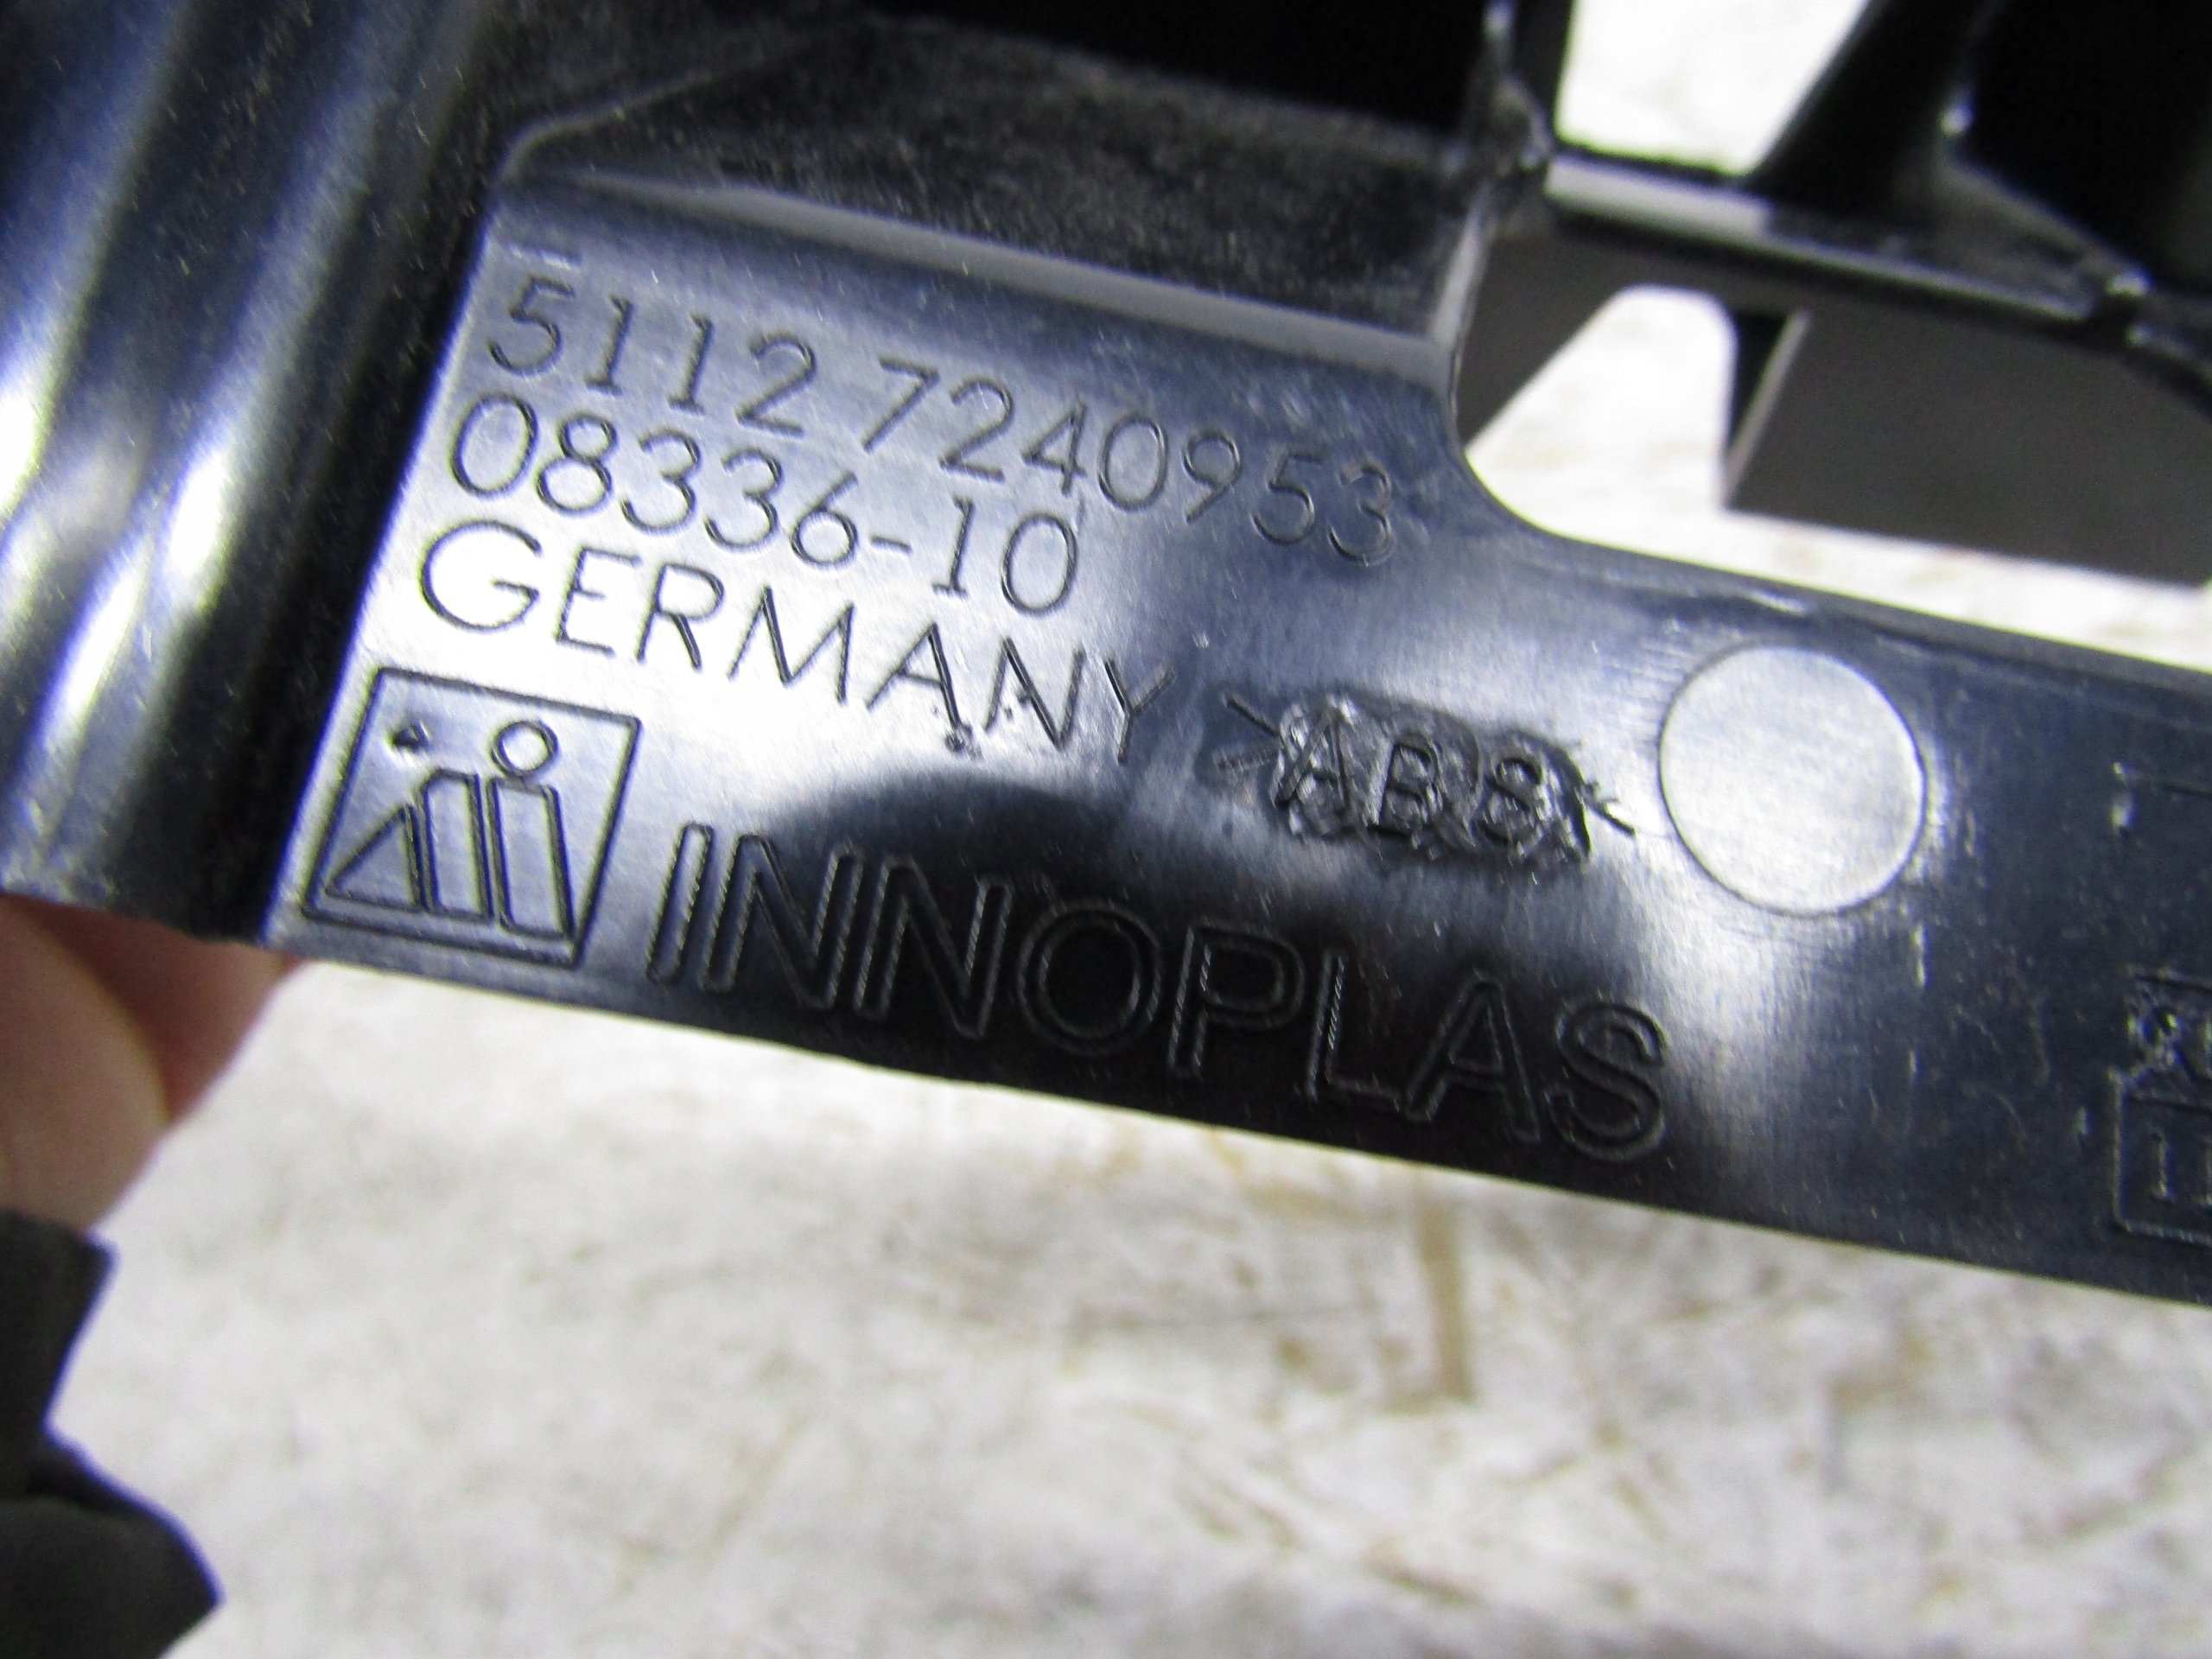 5112 7240953
08336-10
GERMANY >ABS<
INNOPLAS